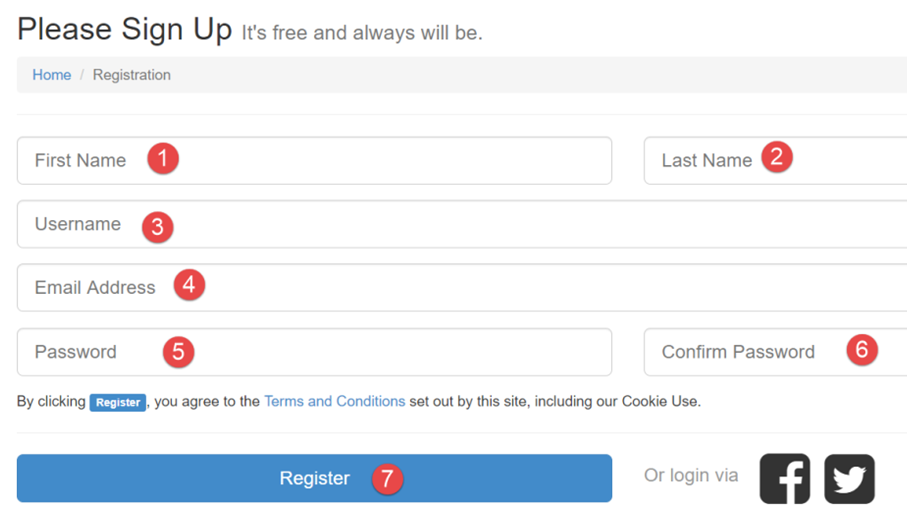 Please Sign Up It's free and always will be.
Home / Registration
First Name 1 Last Name 2
Username 3
Email Address 4
Password 5 Confirm Password 6
By clicking Register, you agree to the Terms and Conditions set out by this site, including our Cookie Use.
Register 7 Or login via